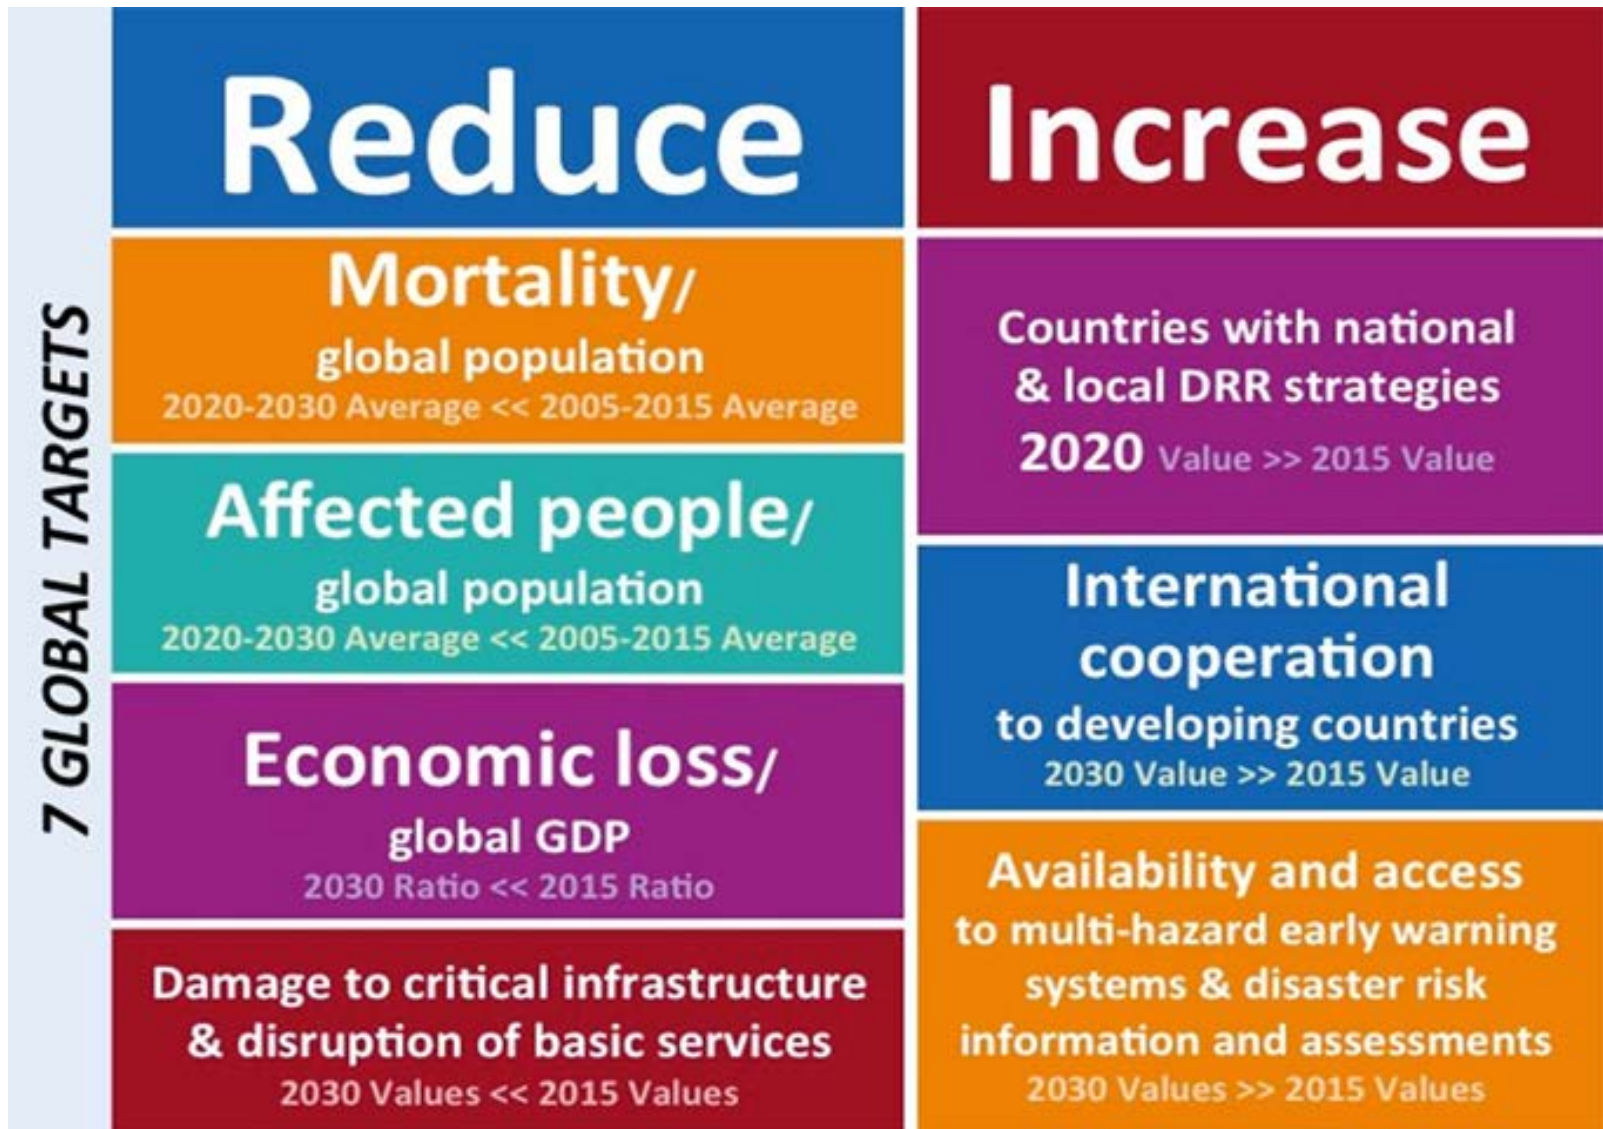 7 GLOBAL TARGETS
Reduce
Mortality/
global population
2020-2030 Average << 2005-2015 Average
Affected people/
global population
2020-2030 Average << 2005-2015 Average
Economic loss/
global GDP
2030 Ratio << 2015 Ratio
Damage to critical infrastructure
& disruption of basic services
2030 Values << 2015 Values
Increase
Countries with national
& local DRR strategies
2020 Value >> 2015 Value
International
cooperation
to developing countries
2030 Value >> 2015 Value
Availability and access
to multi-hazard early warning
systems & disaster risk
information and assessments
2030 Values >> 2015 Values